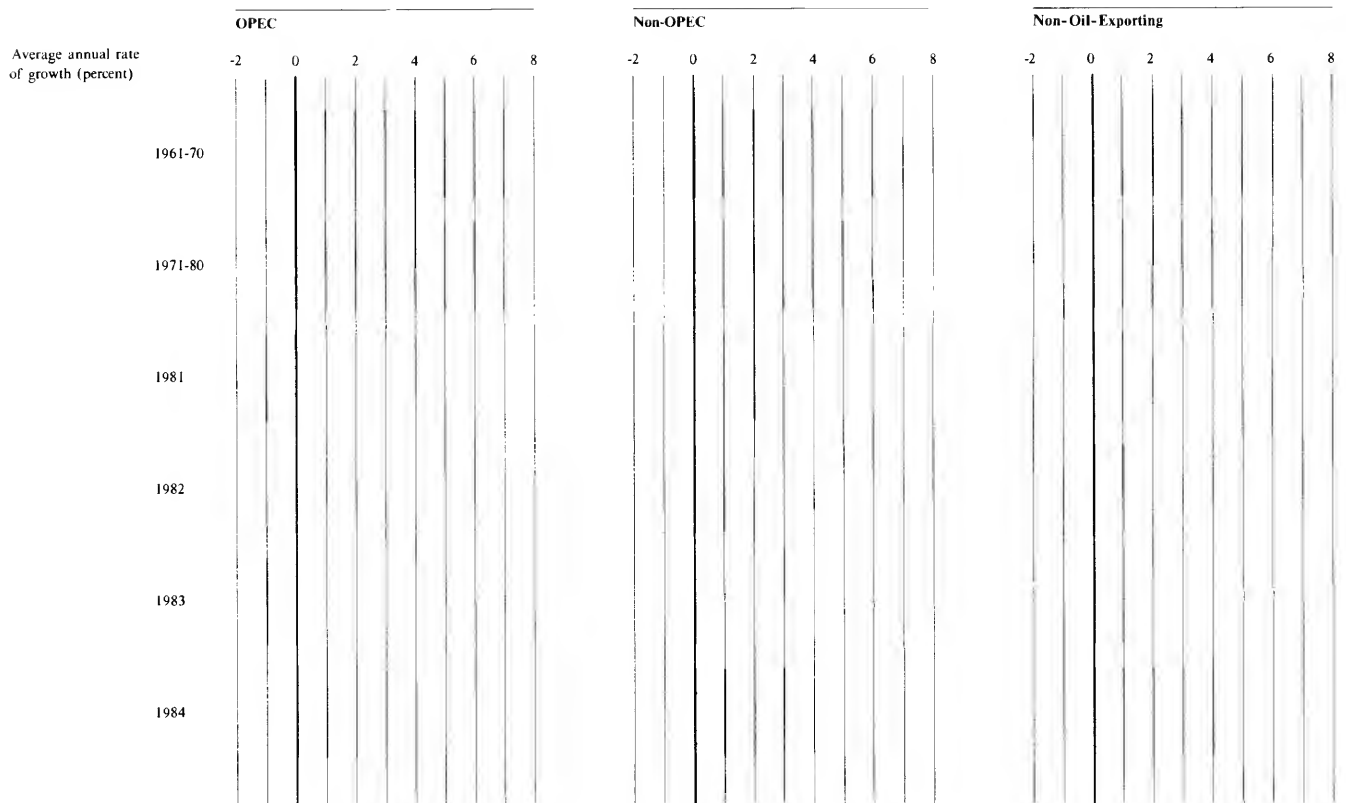 OPEC
Non-OPEC
Non-Oil-Exporting
Average annual rate
of growth (percent)
-2 0 2 4 6 8
-2 0 2 4 6 8
-2 0 2 4 6 8
1961-70
1971-80
1981
1982
1983
1984